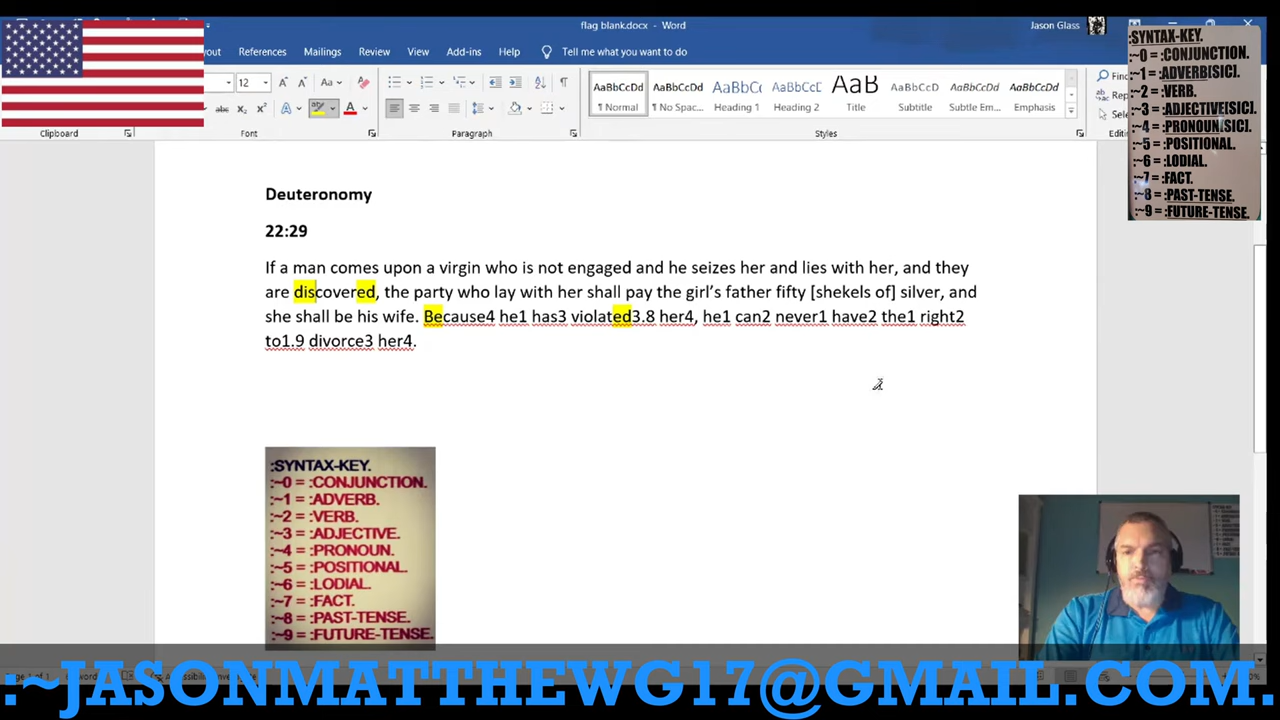 flag blank.docx - Word
Jason Glass
out References Mailings Review View Add-ins Help Tell me what you want to do
12
AaBbCcDd AaBbCcDd AaBbCc AaBbCcD AaB AaBbCcD AaBbCcDd AaBbCcDd
¶ Normal ¶ No Spac... Heading 1 Heading 2 Title Subtitle Subtle Em... Emphasis
Clipboard Font Paragraph Styles
:SYNTAX-KEY.
:~0 = :CONJUNCTION.
:~1 = :ADVERB[SIC].
:~2 = :VERB.
:~3 = :ADJECTIVE[SIC].
:~4 = :PRONOUN[SIC].
:~5 = :POSITIONAL.
:~6 = :LODIAL.
:~7 = :FACT.
:~8 = :PAST-TENSE.
:~9 = :FUTURE-TENSE.
Deuteronomy
22:29
If a man comes upon a virgin who is not engaged and he seizes her and lies with her, and they
are discovered, the party who lay with her shall pay the girl's father fifty [shekels of] silver, and
she shall be his wife. Because4 he1 has3 violated3.8 her4, he1 can2 never1 have2 the1 right2
to1.9 divorce3 her4.
:SYNTAX-KEY.
:~0 = :CONJUNCTION.
:~1 = :ADVERB.
:~2 = :VERB.
:~3 = :ADJECTIVE.
:~4 = :PRONOUN.
:~5 = :POSITIONAL.
:~6 = :LODIAL.
:~7 = :FACT.
:~8 = :PAST-TENSE.
:~9 = :FUTURE-TENSE.
:~JASONMATTHEWG17@GMAIL.COM.